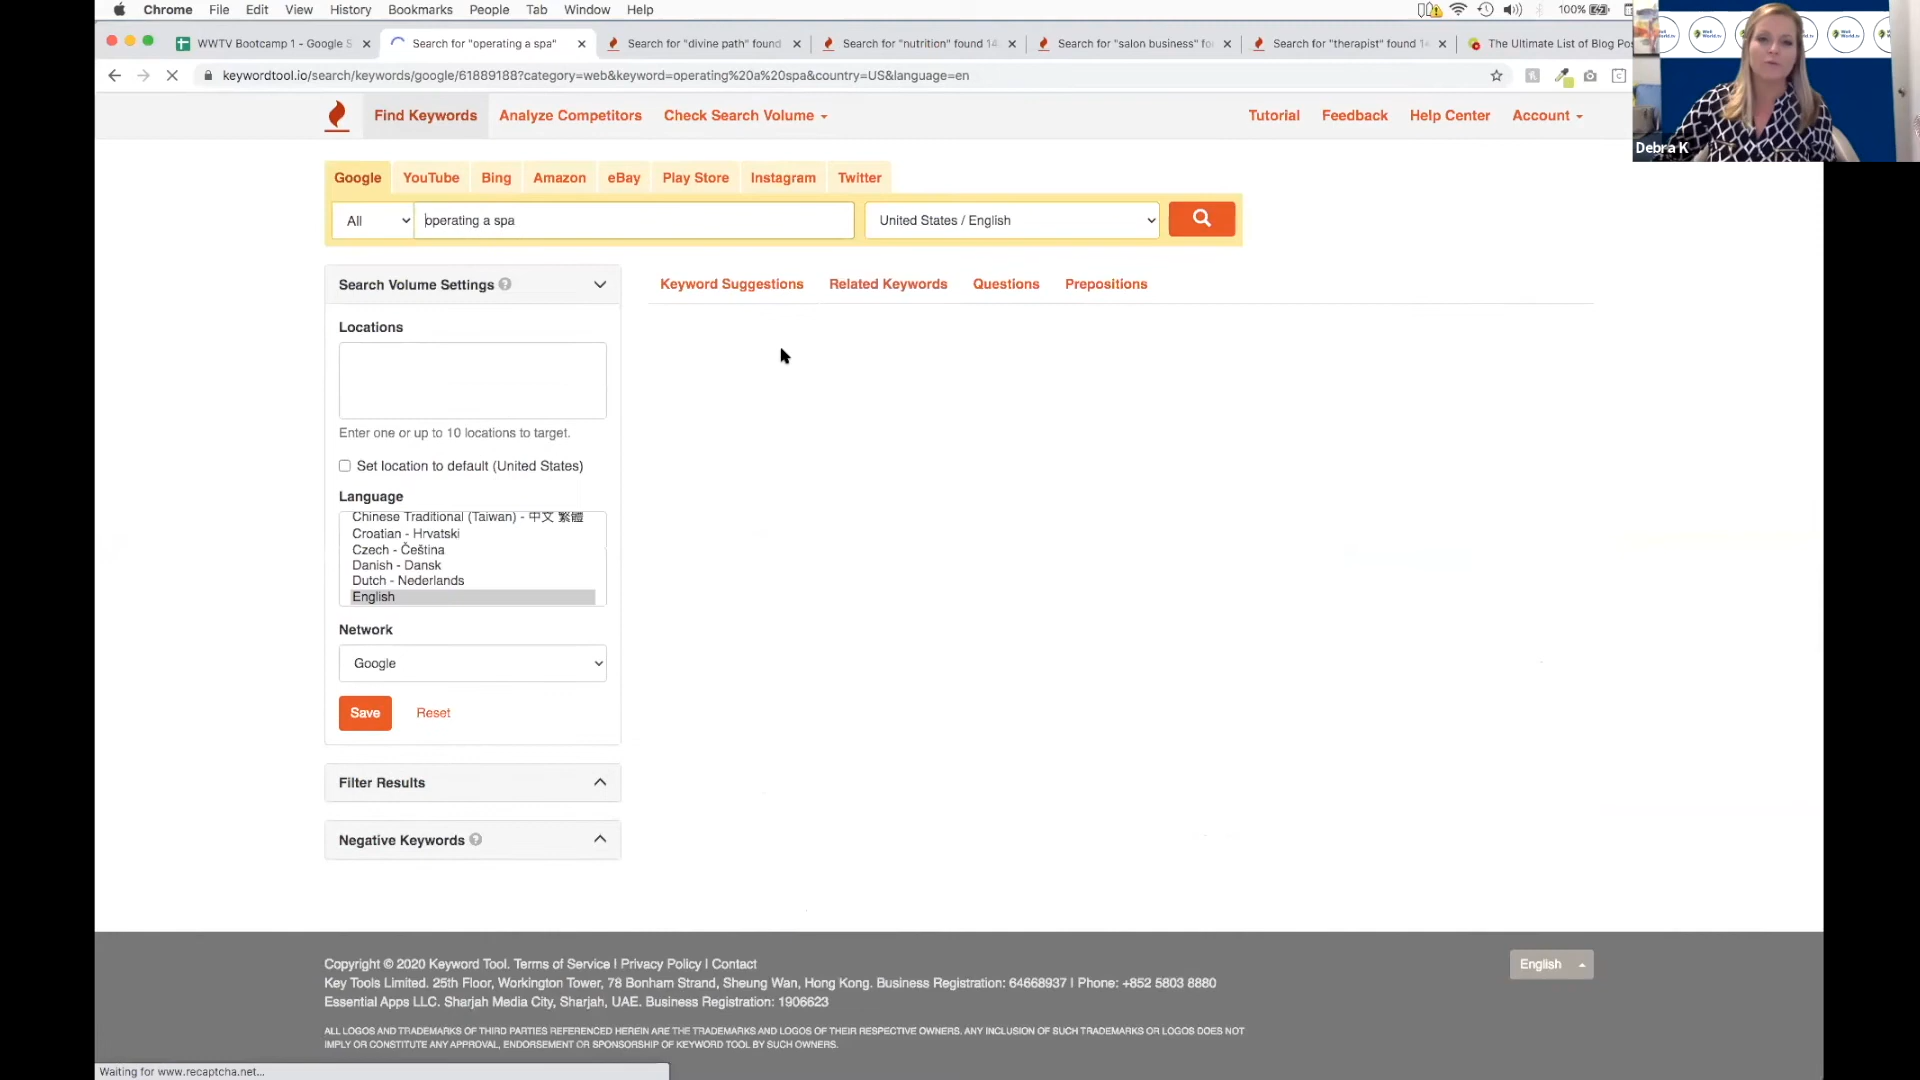 Chrome File Edit View History Bookmarks People Tab Window Help 100%
WWTV Bootcamp 1 - Google S
Search for "operating a spa"
Search for "divine path" found
Search for "nutrition" found 14
Search for "salon business" fo
Search for "therapist" found 1
The Ultimate List of Blog Pos
keywordtool.io/search/keywords/google/61889188?category=web&keyword=operating%20a%20spa&country=US&language=en
Debra K
Find Keywords Analyze Competitors Check Search Volume Tutorial Feedback Help Center Account
Google YouTube Bing Amazon eBay Play Store Instagram Twitter
All operating a spa United States / English
Search Volume Settings ?
Keyword Suggestions Related Keywords Questions Prepositions
Locations
Enter one or up to 10 locations to target.
Set location to default (United States)
Language
Chinese Traditional (Taiwan) - 中文 繁體
Croatian - Hrvatski
Czech - Čeština
Danish - Dansk
Dutch - Nederlands
English
Network
Google
Save Reset
Filter Results
Negative Keywords ?
Copyright © 2020 Keyword Tool. Terms of Service | Privacy Policy | Contact
Key Tools Limited. 25th Floor, Workington Tower, 78 Bonham Strand, Sheung Wan, Hong Kong. Business Registration: 64668937 | Phone: +852 5803 8880
Essential Apps LLC. Sharjah Media City, Sharjah, UAE. Business Registration: 1906623
English
ALL LOGOS AND TRADEMARKS OF THIRD PARTIES REFERENCED HEREIN ARE THE TRADEMARKS AND LOGOS OF THEIR RESPECTIVE OWNERS. ANY INCLUSION OF SUCH TRADEMARKS OR LOGOS DOES NOT
IMPLY OR CONSTITUTE ANY APPROVAL, ENDORSEMENT OR SPONSORSHIP OF KEYWORD TOOL BY SUCH OWNERS.
Waiting for www.recaptcha.net...